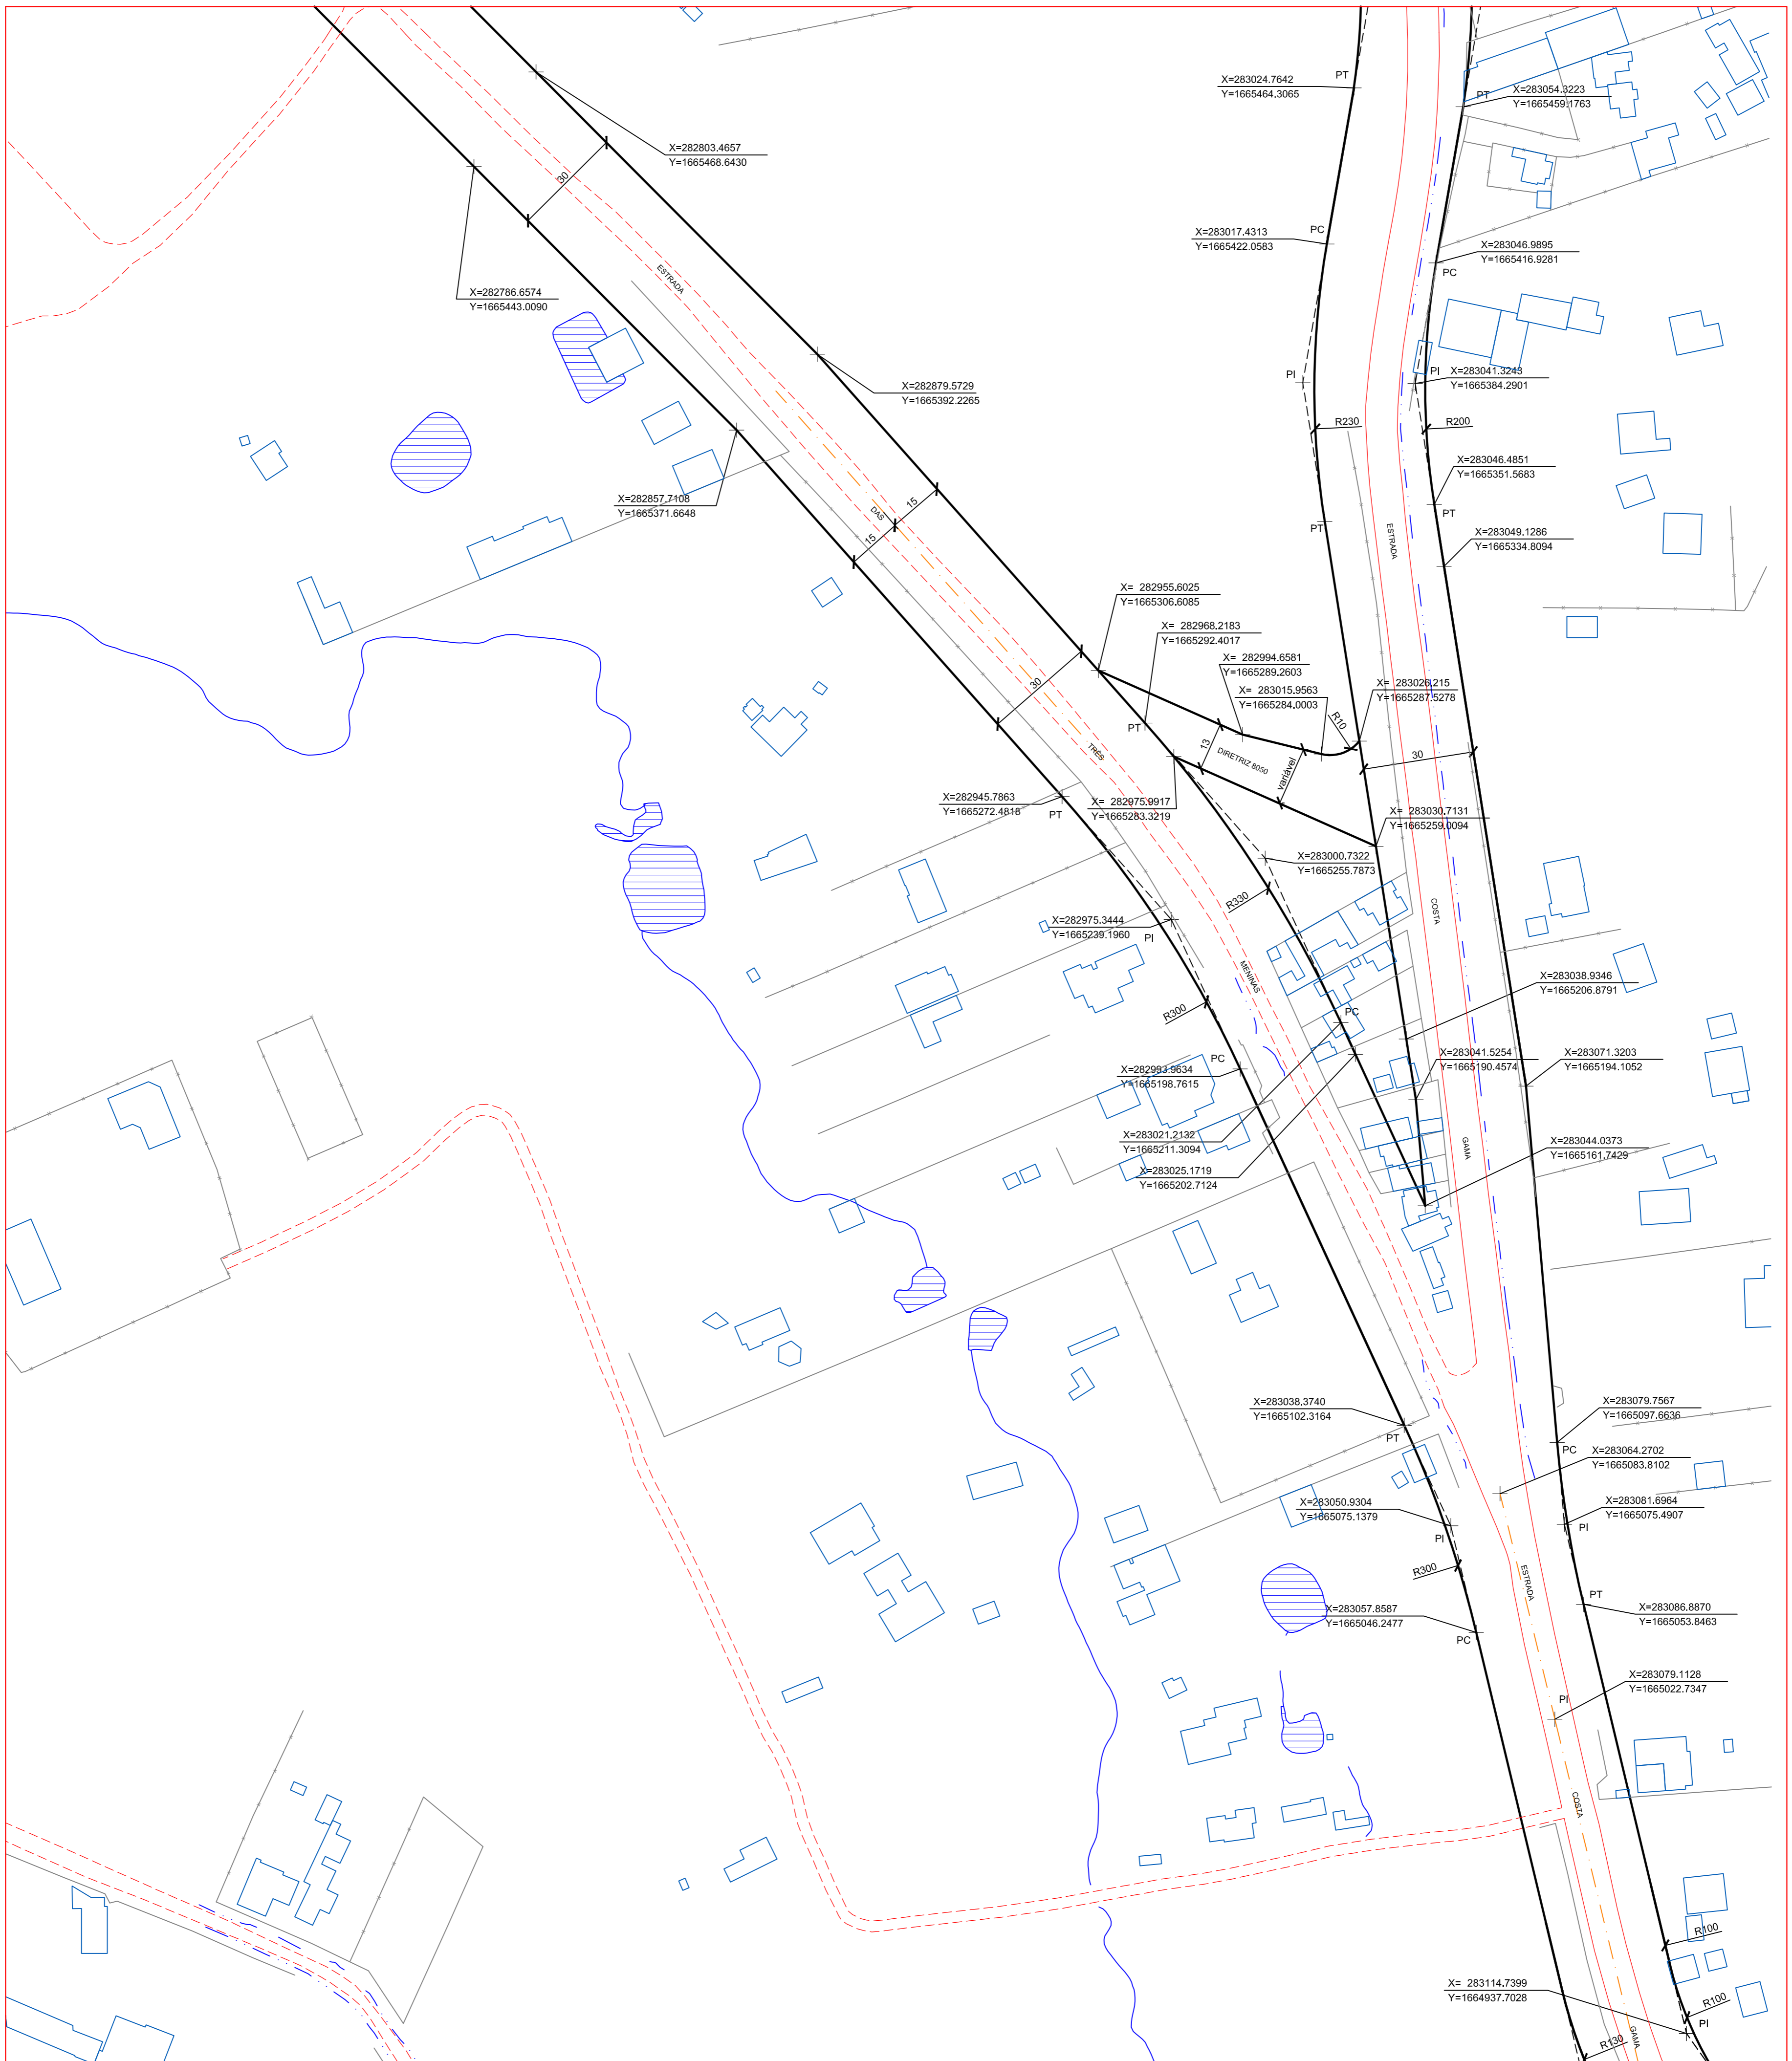 PT
X=283024.7642
Y=1665464.3065
PT
X=283054.3223
Y=1665459.1763
X=282803.4657
Y=1665468.6430
30
X=283017.4313
Y=1665422.0583
PC
X=283046.9895
Y=1665416.9281
PC
ESTRADA
X=282786.6574
Y=1665443.0090
PI
PI
X=283041.3243
Y=1665384.2901
X=282879.5729
Y=1665392.2265
R230
R200
X=283046.4851
Y=1665351.5683
PT
X=282857.7108
Y=1665371.6648
15
DAS
15
PT
ESTRADA
X=283049.1286
Y=1665334.8094
X= 282955.6025
Y=1665306.6085
X= 282968.2183
Y=1665292.4017
X= 282994.6581
Y=1665289.2603
X= 283015.9563
Y=1665284.0003
X= 283026.215
Y=1665287.5278
30
R10
PT
TRÊS
13
DIRETRIZ 8050
variável
30
X=282945.7863
Y=1665272.4818
PT
X= 282975.9917
Y=1665283.3219
X= 283030.7131
Y=1665259.0094
X=283000.7322
Y=1665255.7873
R330
COSTA
X=282975.3444
Y=1665239.1960
PI
MENINAS
X=283038.9346
Y=1665206.8791
R300
PC
PC
X=282993.9634
Y=1665198.7615
X=283041.5254
Y=1665190.4574
X=283071.3203
Y=1665194.1052
X=283021.2132
Y=1665211.3094
GAMA
X=283044.0373
Y=1665161.7429
X=283025.1719
Y=1665202.7124
X=283038.3740
Y=1665102.3164
PT
X=283079.7567
Y=1665097.6636
PC
X=283064.2702
Y=1665083.8102
X=283050.9304
Y=1665075.1379
PI
X=283081.6964
Y=1665075.4907
PI
R300
ESTRADA
X=283057.8587
Y=1665046.2477
PC
PT
X=283086.8870
Y=1665053.8463
X=283079.1128
Y=1665022.7347
PI
COSTA
R100
X= 283114.7399
Y=1664937.7028
R100
PI
GAMA
R130